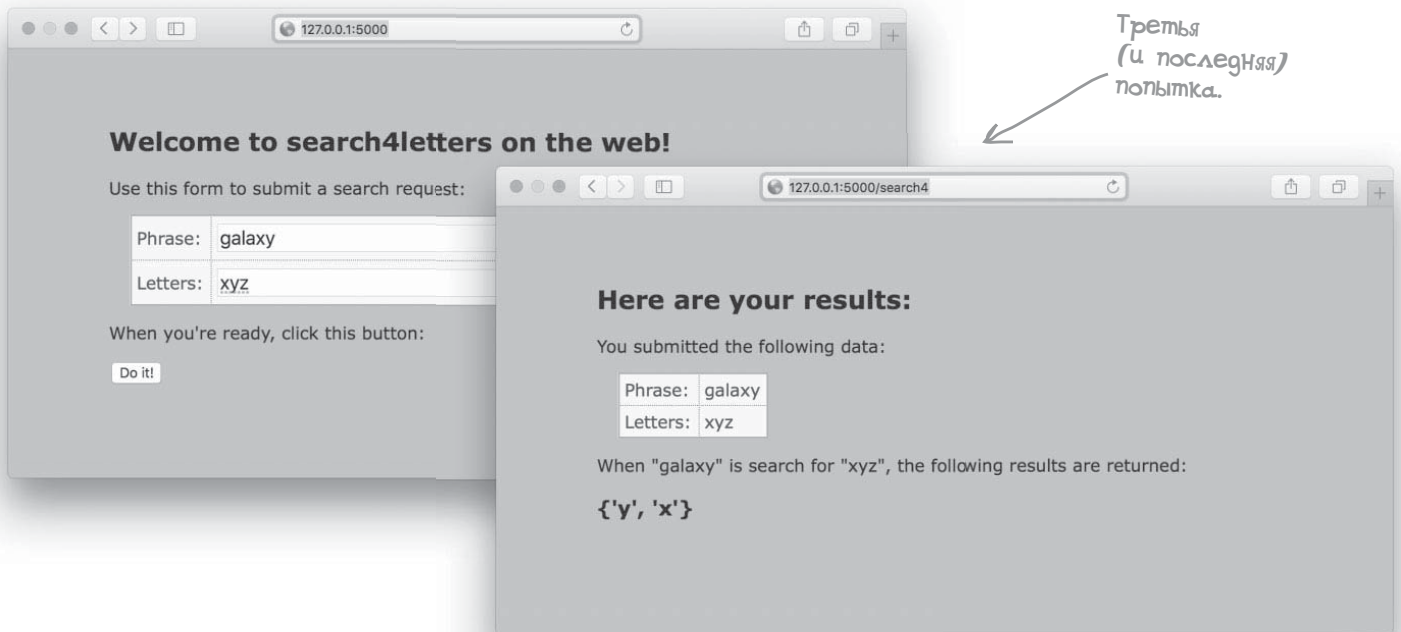 127.0.0.1:5000
Третья
(и последняя)
попытка.
Welcome to search4letters on the web!
Use this form to submit a search request:
Phrase: galaxy
Letters: xyz
When you're ready, click this button:
Do it!
127.0.0.1:5000/search4
Here are your results:
You submitted the following data:
Phrase: galaxy
Letters: xyz
When "galaxy" is search for "xyz", the following results are returned:
{'y', 'x'}